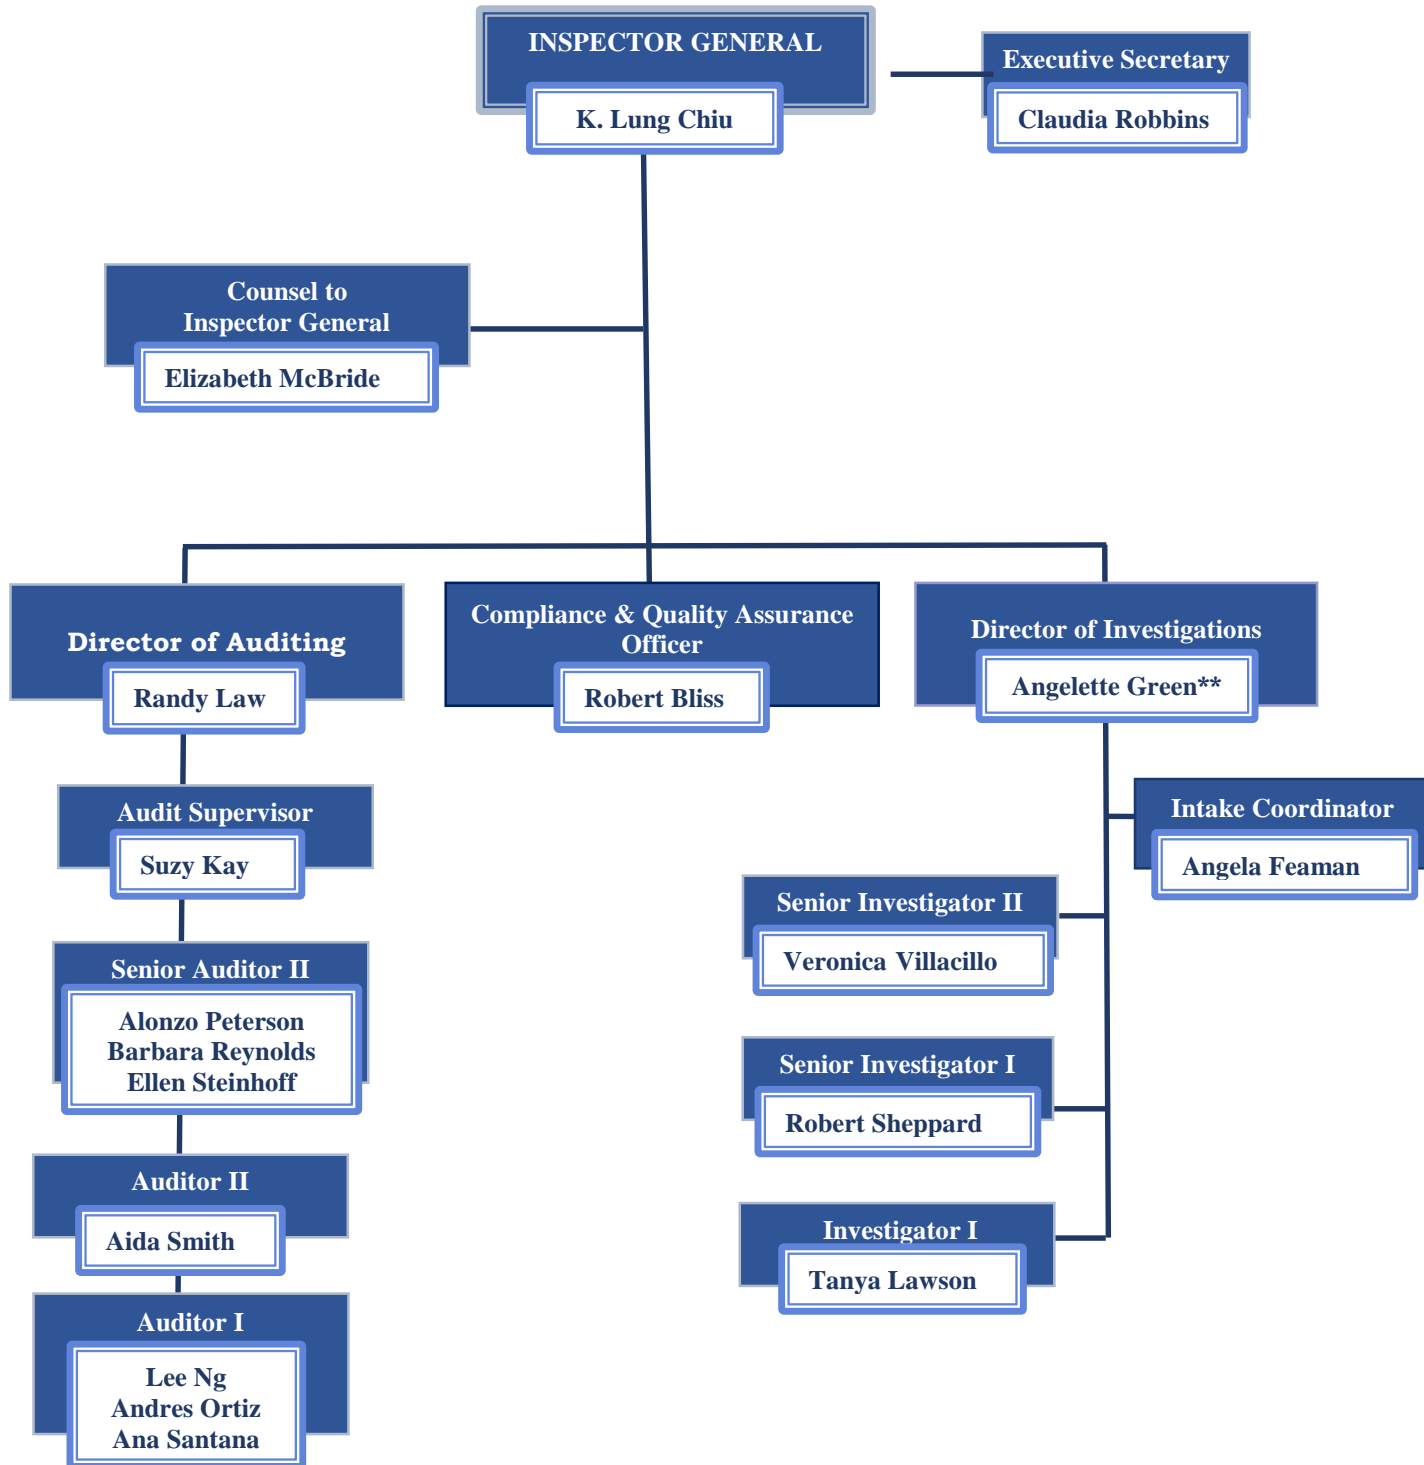 INSPECTOR GENERAL
K. Lung Chiu
Executive Secretary
Claudia Robbins
Counsel to
Inspector General
Elizabeth McBride
Director of Auditing
Randy Law
Compliance & Quality Assurance
Officer
Robert Bliss
Director of Investigations
Angelette Green**
Audit Supervisor
Suzy Kay
Intake Coordinator
Angela Feaman
Senior Investigator II
Veronica Villacillo
Senior Auditor II
Alonzo Peterson
Barbara Reynolds
Ellen Steinhoff
Senior Investigator I
Robert Sheppard
Auditor II
Aida Smith
Investigator I
Tanya Lawson
Auditor I
Lee Ng
Andres Ortiz
Ana Santana